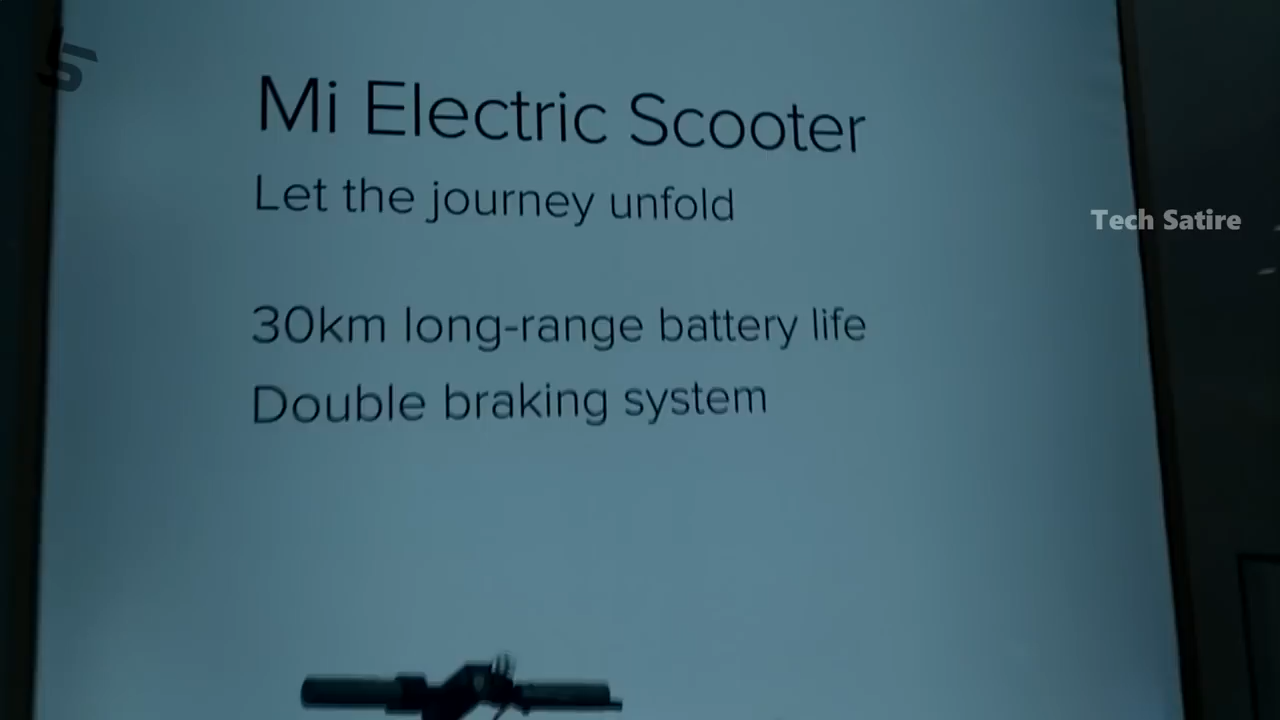 Mi Electric Scooter
Let the journey unfold
Tech Satire
30km long-range battery life
Double braking system